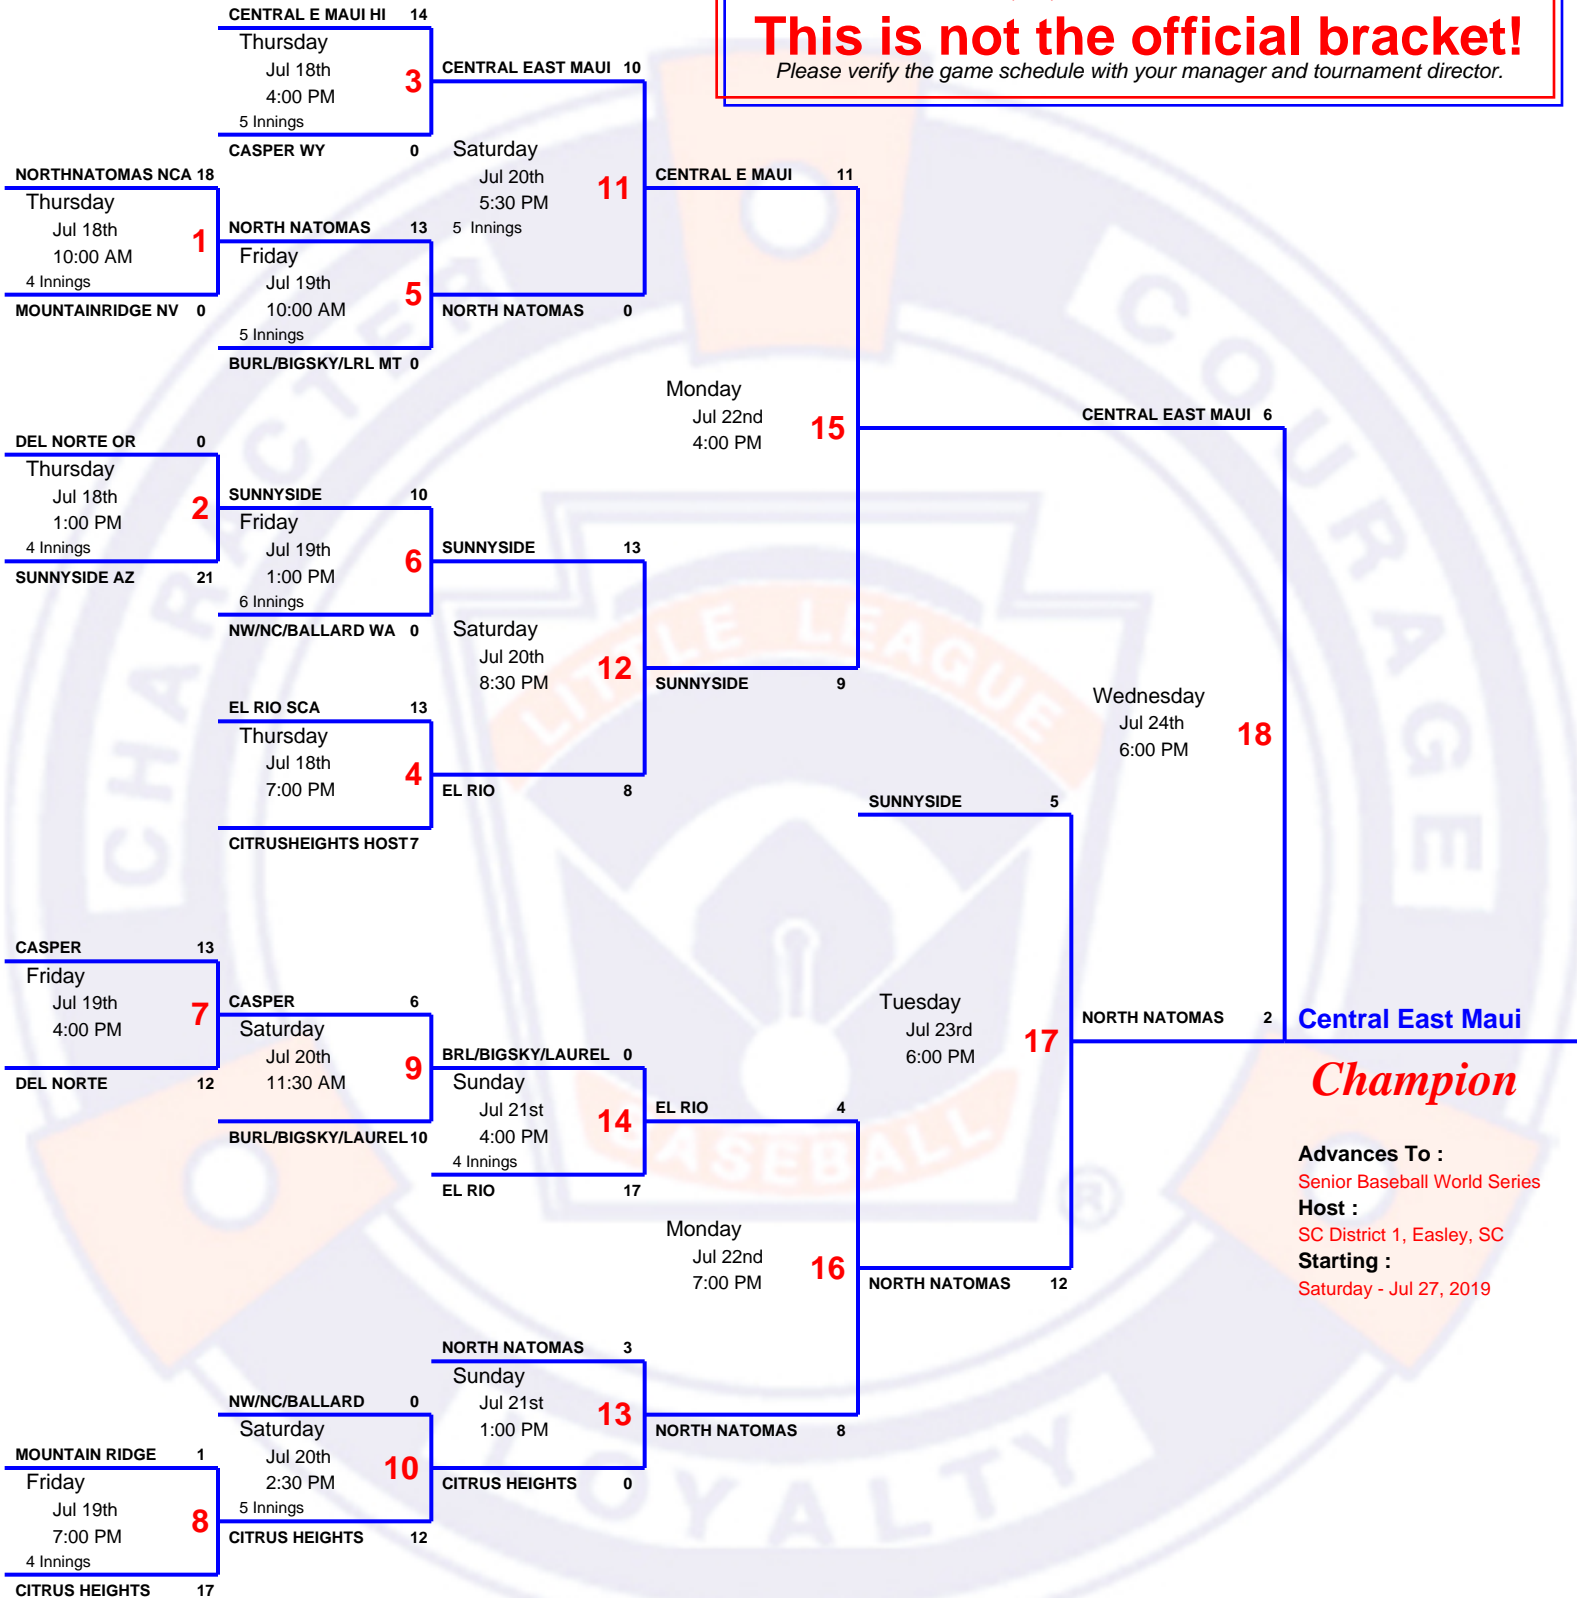 This is not the official bracket!
Please verify the game schedule with your manager and tournament director.
CENTRAL E MAUI HI 14
Thursday
Jul 18th
4:00 PM
3
5 Innings
CASPER WY 0
NORTHNATOMAS NCA 18
Thursday
Jul 18th
10:00 AM
1
4 Innings
MOUNTAINRIDGE NV 0
NORTH NATOMAS 13
Friday
Jul 19th
10:00 AM
5
5 Innings
BURL/BIGSKY/LRL MT 0
CENTRAL EAST MAUI 10
Saturday
Jul 20th
5:30 PM
11
5 Innings
NORTH NATOMAS 0
DEL NORTE OR 0
Thursday
Jul 18th
1:00 PM
2
4 Innings
SUNNYSIDE AZ 21
SUNNYSIDE 10
Friday
Jul 19th
1:00 PM
6
6 Innings
NW/NC/BALLARD WA 0
EL RIO SCA 13
Thursday
Jul 18th
7:00 PM
4
CITRUSHEIGHTS HOST 7
SUNNYSIDE 13
Saturday
Jul 20th
8:30 PM
12
EL RIO 8
CENTRAL E MAUI 11
Monday
Jul 22nd
4:00 PM
15
SUNNYSIDE 9
CASPER 13
Friday
Jul 19th
4:00 PM
7
DEL NORTE 12
CASPER 6
Saturday
Jul 20th
11:30 AM
9
BURL/BIGSKY/LAUREL 10
BRL/BIGSKY/LAUREL 0
Sunday
Jul 21st
4:00 PM
14
4 Innings
EL RIO 17
MOUNTAIN RIDGE 1
Friday
Jul 19th
7:00 PM
8
4 Innings
CITRUS HEIGHTS 17
NW/NC/BALLARD 0
Saturday
Jul 20th
2:30 PM
10
5 Innings
CITRUS HEIGHTS 12
NORTH NATOMAS 3
Sunday
Jul 21st
1:00 PM
13
CITRUS HEIGHTS 0
EL RIO 4
Monday
Jul 22nd
7:00 PM
16
NORTH NATOMAS 8
SUNNYSIDE 5
Tuesday
Jul 23rd
6:00 PM
17
NORTH NATOMAS 12
CENTRAL EAST MAUI 6
Wednesday
Jul 24th
6:00 PM
18
NORTH NATOMAS 2
Central East Maui
Champion
Advances To :
Senior Baseball World Series
Host :
SC District 1, Easley, SC
Starting :
Saturday - Jul 27, 2019
CHARACTER
COURAGE
LOYALTY
LITTLE LEAGUE
BASEBALL
®